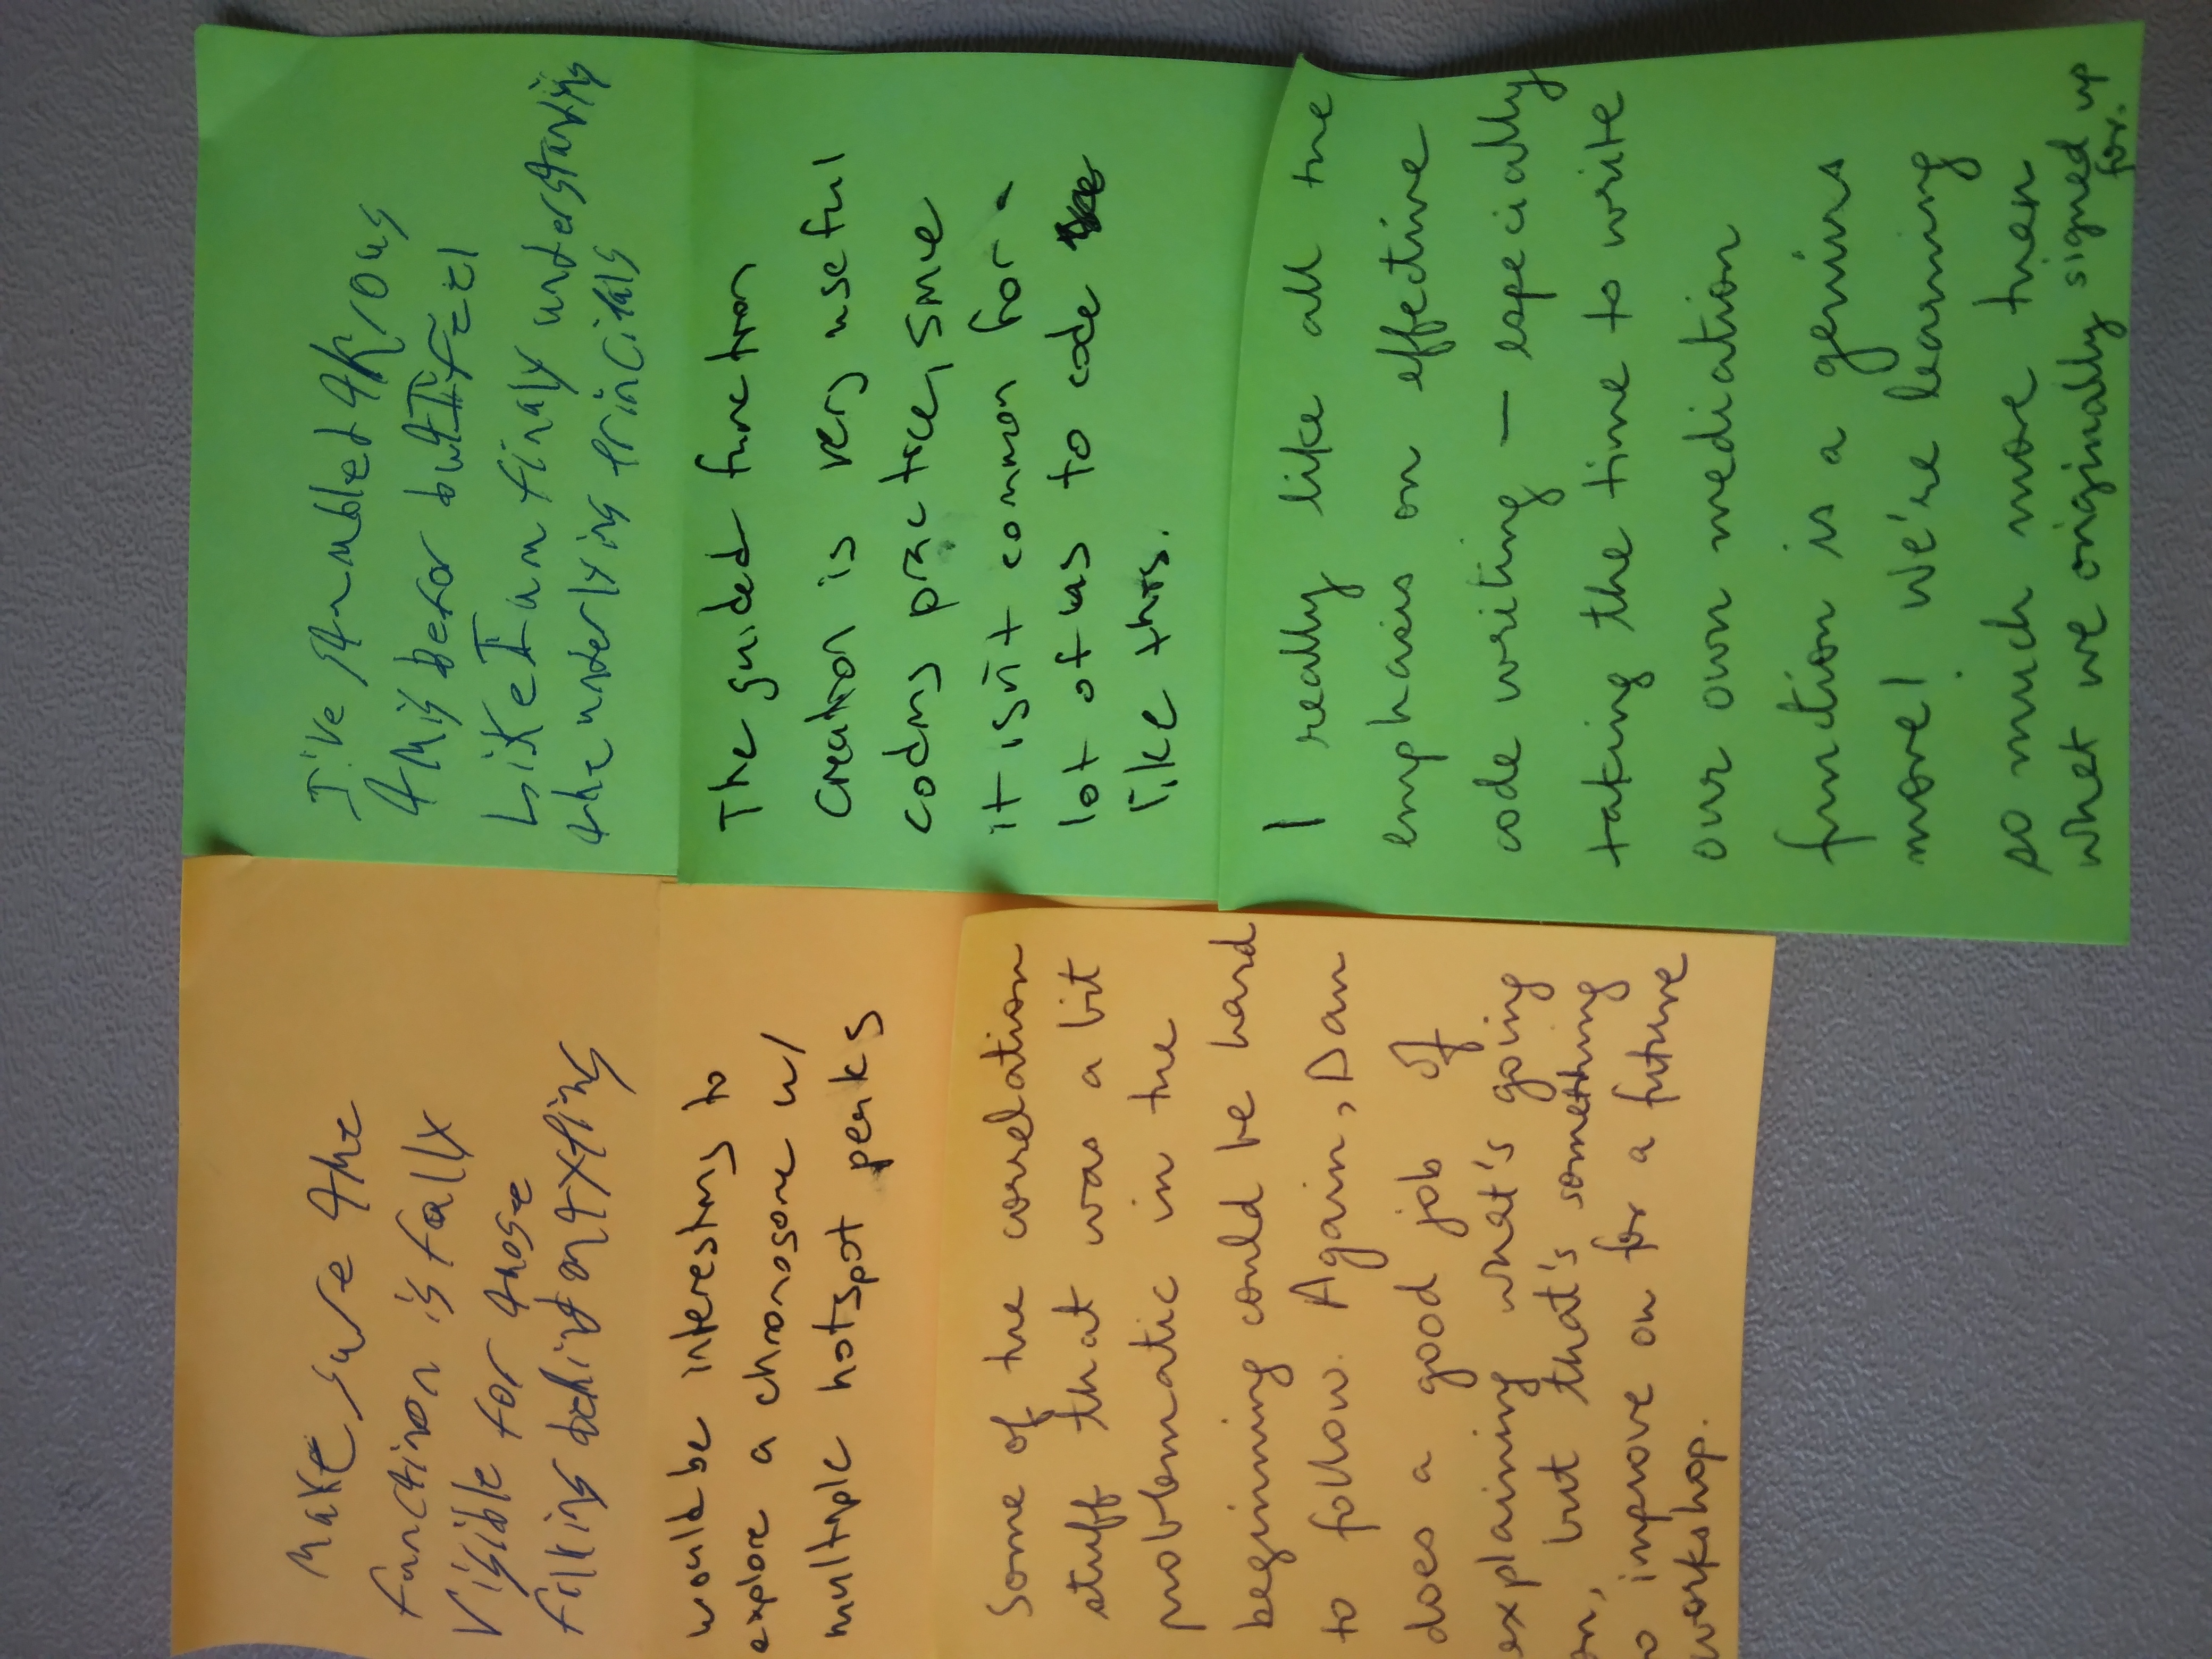 Make sure the
function is fully
Visible for those
falling behind on typing
would be interesting to
explore a chromosome w/
multiple hotspot peaks
Some of the correlation
stuff that was a bit
problematic in the
beginning could be hard
to follow. Again, Dan
does a good job of
explaining what's going
on, but that's something
to improve on for a future
workshop.
I've stumbled akrous
this befor but I feel
Like I am finaly understanding
the underlying principals
The guided function
creation is very useful
coding practice, since
it isn't common for a
lot of us to code
like this.
I really like all the
emphasis on effective
code writing — especially
taking the time to write
our own mediation
function is a genius
move! We're learning
so much more than
what we originally signed up
for.